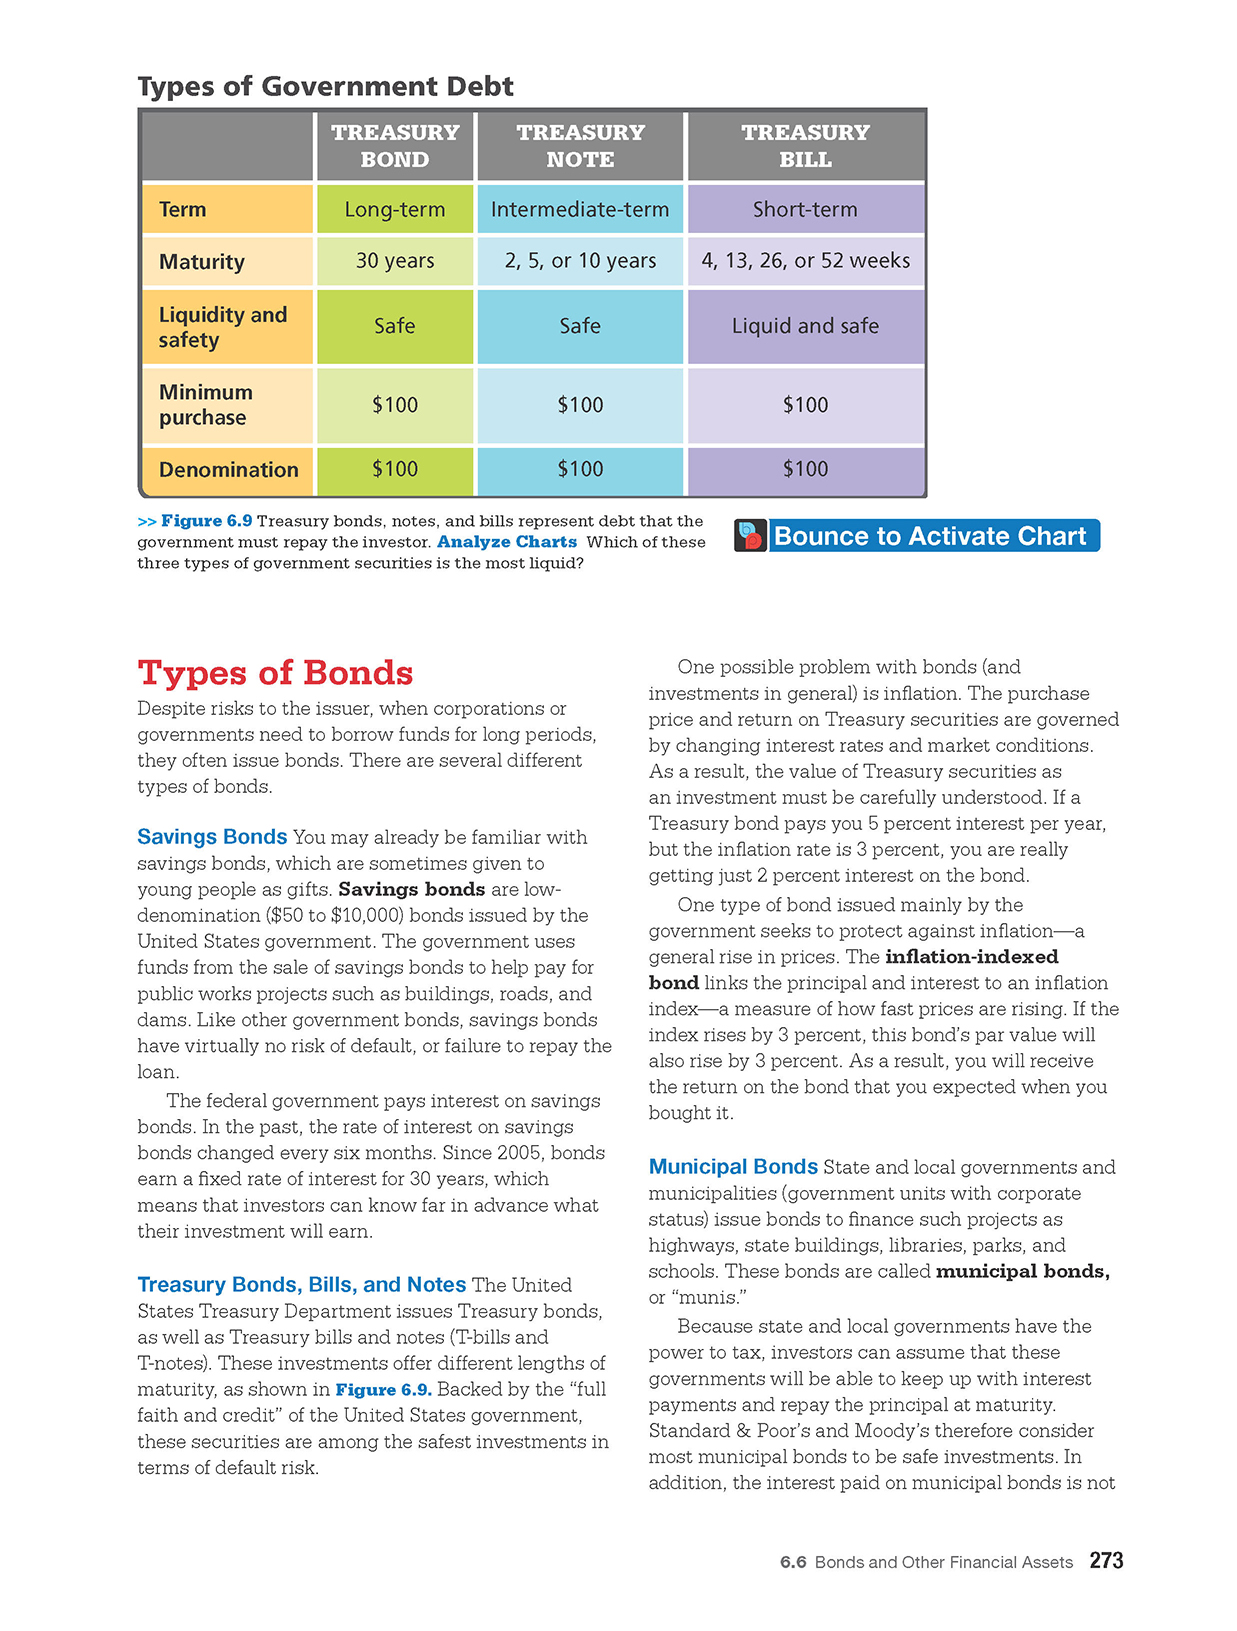 Types of Government Debt
TREASURY BOND TREASURY NOTE TREASURY BILL
Term Long-term Intermediate-term Short-term
Maturity 30 years 2, 5, or 10 years 4, 13, 26, or 52 weeks
Liquidity and safety Safe Safe Liquid and safe
Minimum purchase $100 $100 $100
Denomination $100 $100 $100
>> Figure 6.9 Treasury bonds, notes, and bills represent debt that the
government must repay the investor. Analyze Charts Which of these
three types of government securities is the most liquid?
Bounce to Activate Chart
Types of Bonds
Despite risks to the issuer, when corporations or
governments need to borrow funds for long periods,
they often issue bonds. There are several different
types of bonds.
Savings Bonds You may already be familiar with
savings bonds, which are sometimes given to
young people as gifts. Savings bonds are low-
denomination ($50 to $10,000) bonds issued by the
United States government. The government uses
funds from the sale of savings bonds to help pay for
public works projects such as buildings, roads, and
dams. Like other government bonds, savings bonds
have virtually no risk of default, or failure to repay the
loan.
The federal government pays interest on savings
bonds. In the past, the rate of interest on savings
bonds changed every six months. Since 2005, bonds
earn a fixed rate of interest for 30 years, which
means that investors can know far in advance what
their investment will earn.
Treasury Bonds, Bills, and Notes The United
States Treasury Department issues Treasury bonds,
as well as Treasury bills and notes (T-bills and
T-notes). These investments offer different lengths of
maturity, as shown in Figure 6.9. Backed by the “full
faith and credit” of the United States government,
these securities are among the safest investments in
terms of default risk.
One possible problem with bonds (and
investments in general) is inflation. The purchase
price and return on Treasury securities are governed
by changing interest rates and market conditions.
As a result, the value of Treasury securities as
an investment must be carefully understood. If a
Treasury bond pays you 5 percent interest per year,
but the inflation rate is 3 percent, you are really
getting just 2 percent interest on the bond.
One type of bond issued mainly by the
government seeks to protect against inflation—a
general rise in prices. The inflation-indexed
bond links the principal and interest to an inflation
index—a measure of how fast prices are rising. If the
index rises by 3 percent, this bond’s par value will
also rise by 3 percent. As a result, you will receive
the return on the bond that you expected when you
bought it.
Municipal Bonds State and local governments and
municipalities (government units with corporate
status) issue bonds to finance such projects as
highways, state buildings, libraries, parks, and
schools. These bonds are called municipal bonds,
or “munis.”
Because state and local governments have the
power to tax, investors can assume that these
governments will be able to keep up with interest
payments and repay the principal at maturity.
Standard & Poor’s and Moody’s therefore consider
most municipal bonds to be safe investments. In
addition, the interest paid on municipal bonds is not
6.6 Bonds and Other Financial Assets 273